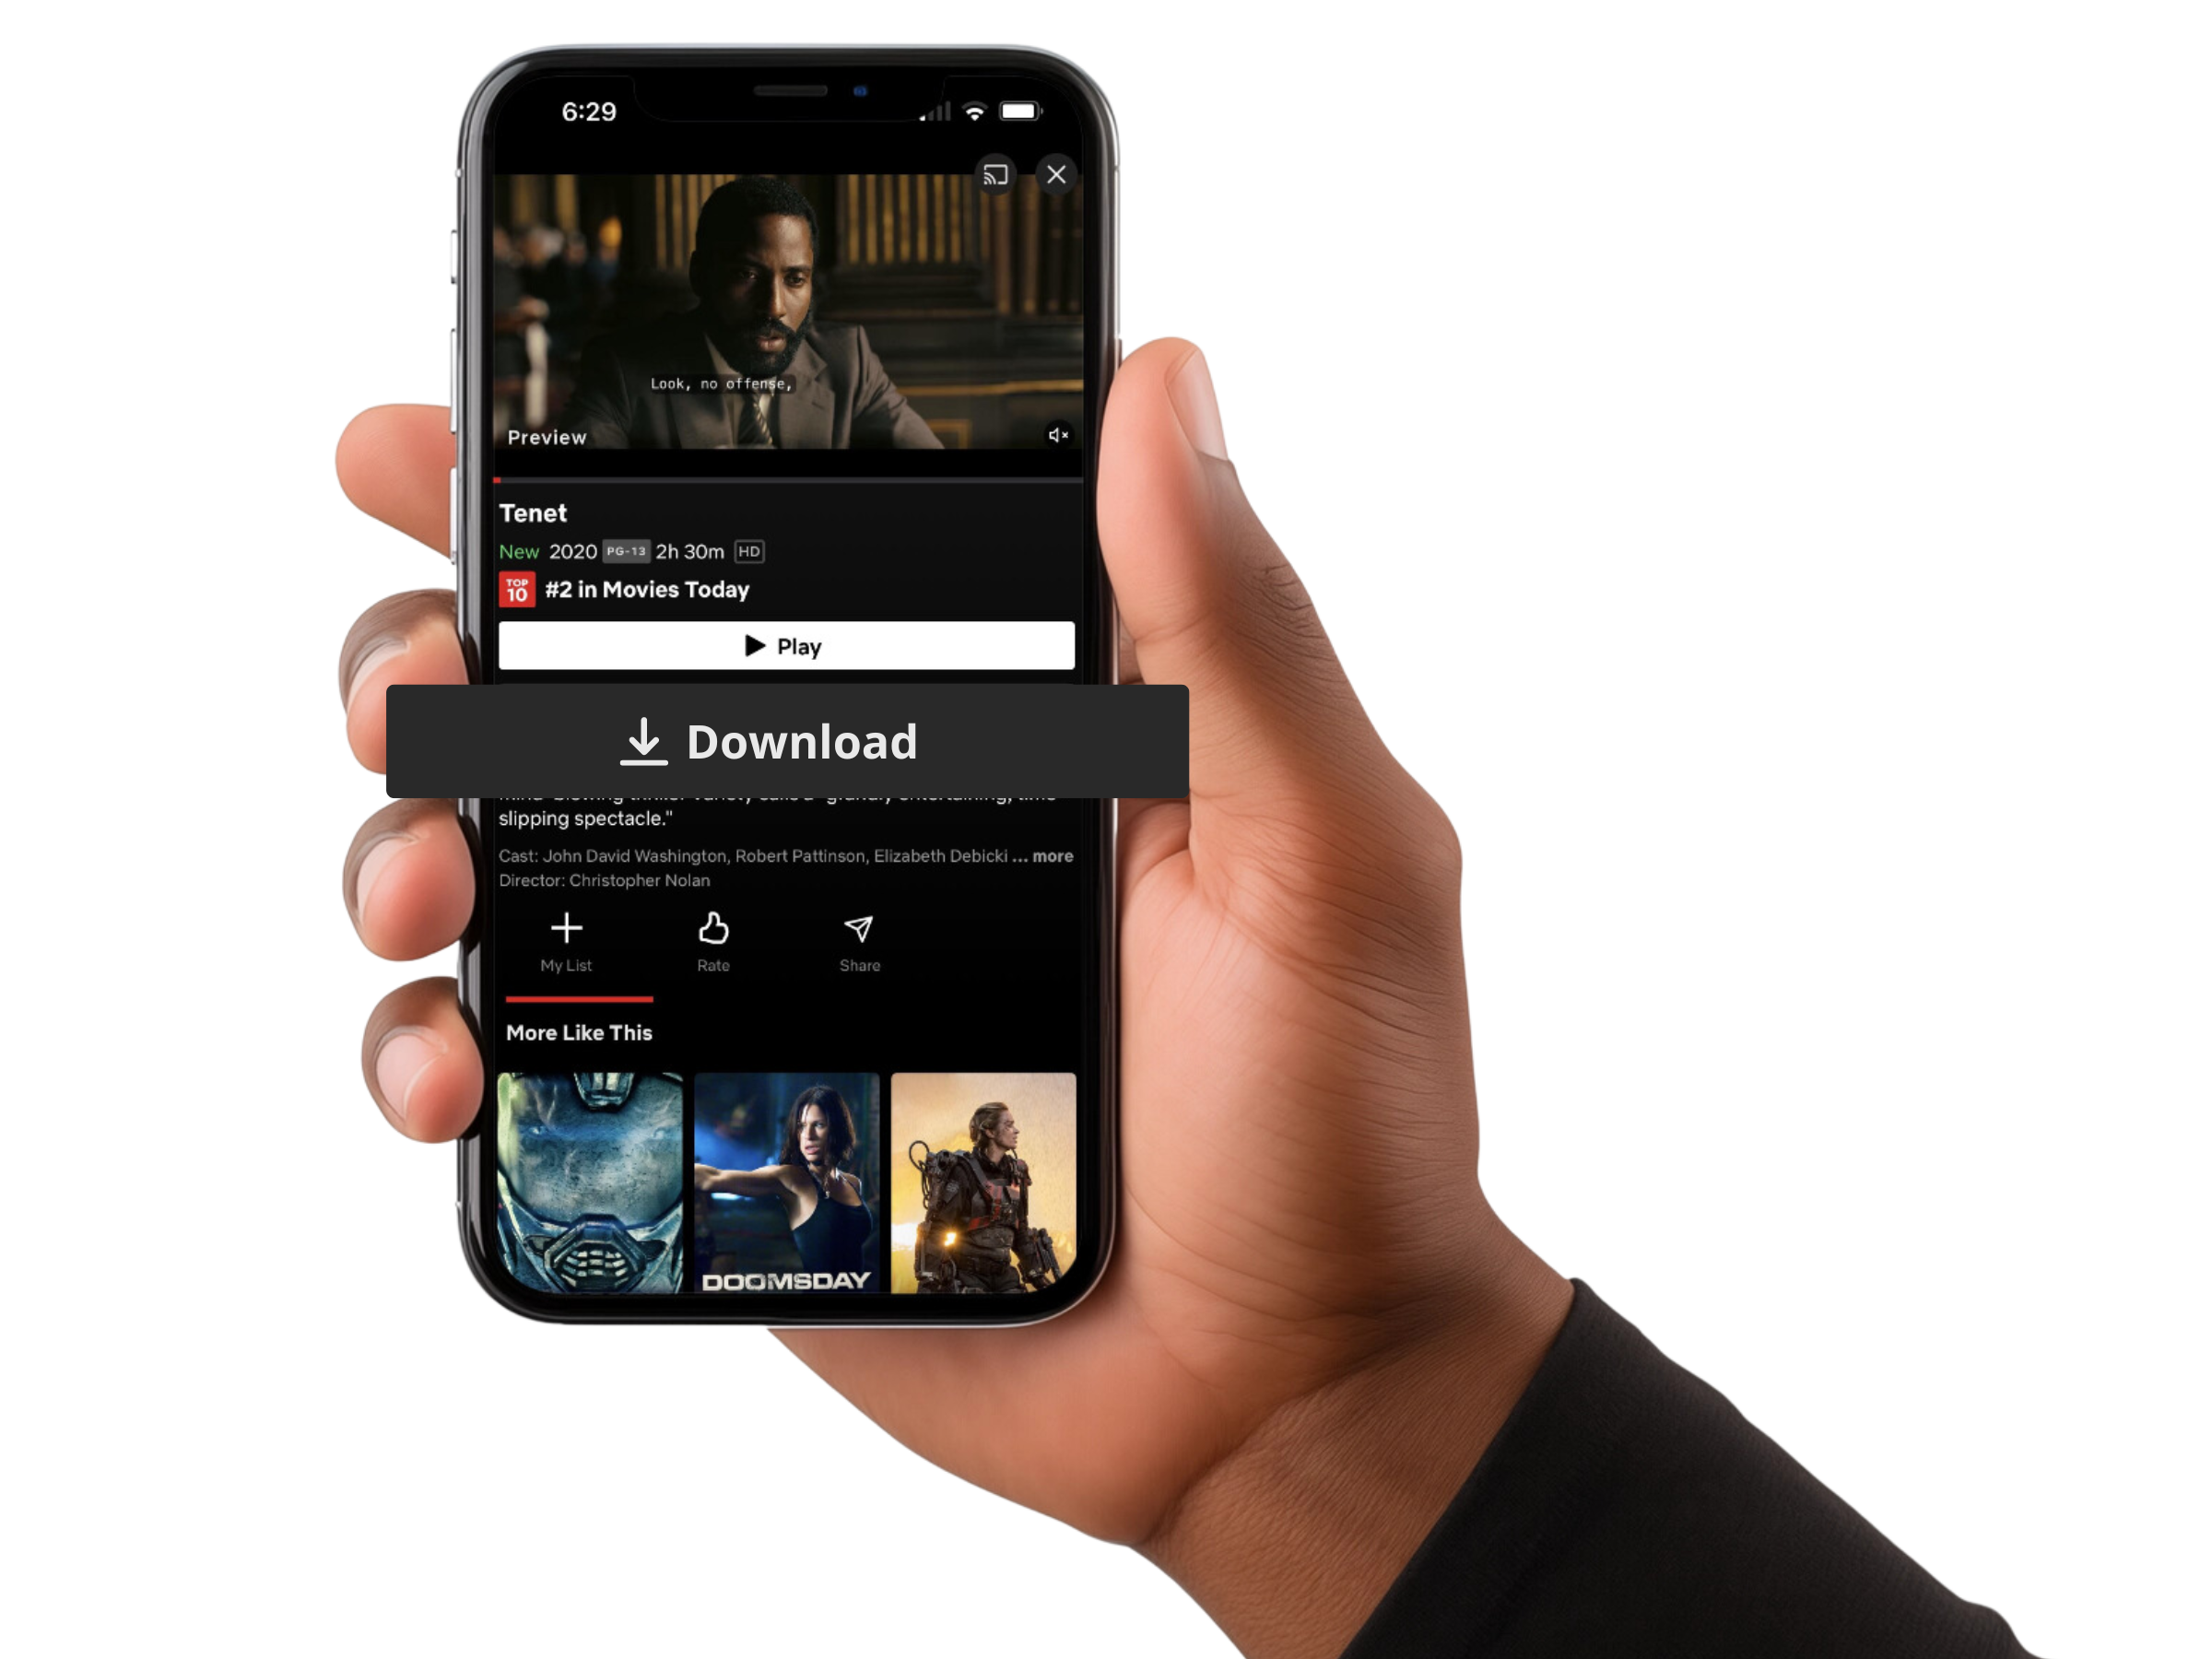 6:29
Look, no offense,
Preview
Tenet
New 2020 PG-13 2h 30m HD
TOP 10 #2 in Movies Today
Play
Download
slipping spectacle."
Cast: John David Washington, Robert Pattinson, Elizabeth Debicki ... more
Director: Christopher Nolan
My List Rate Share
More Like This
DOOMSDAY